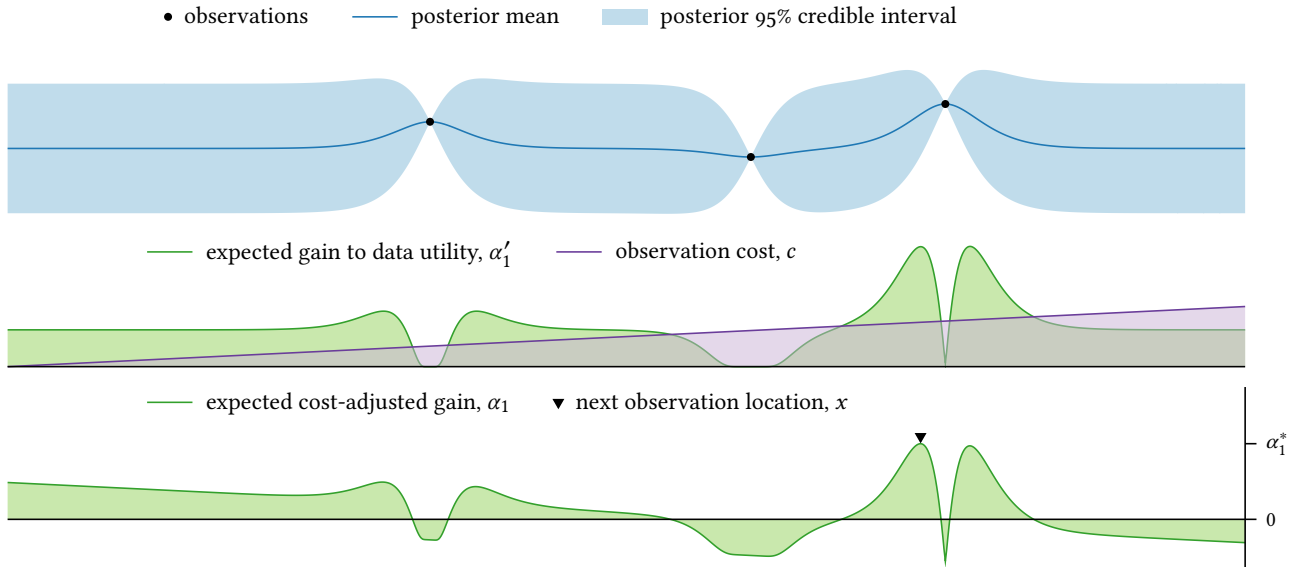 observations posterior mean posterior 95% credible interval
expected gain to data utility, α′₁ observation cost, c
expected cost-adjusted gain, α₁ next observation location, x
α₁*
0